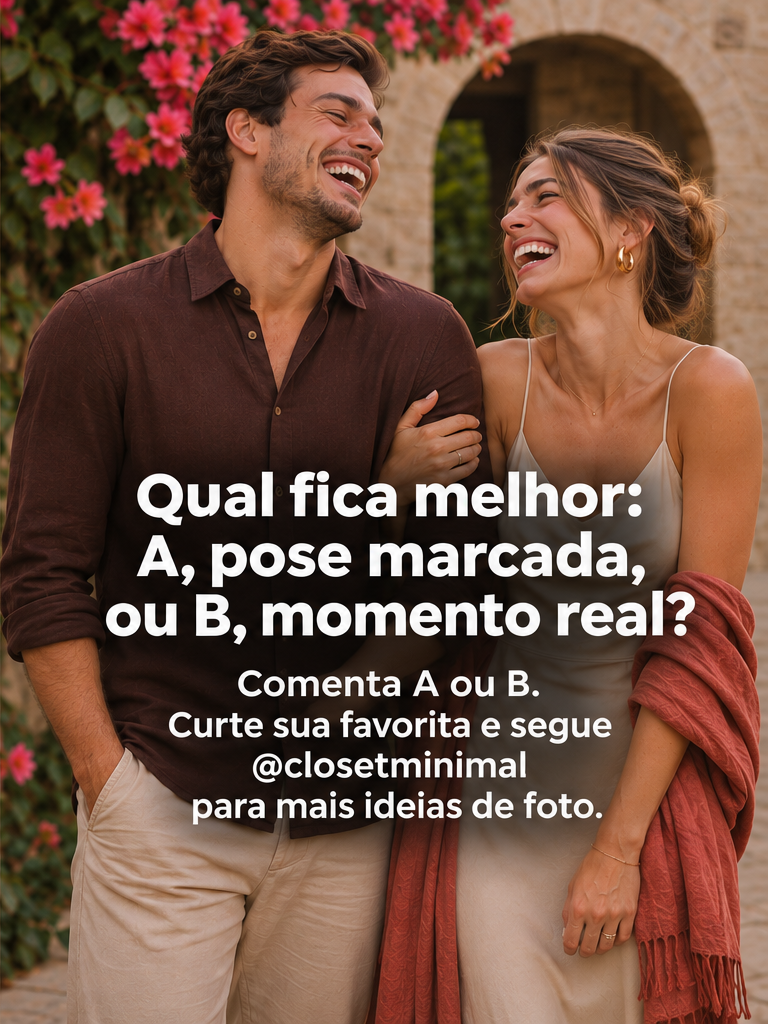 Qual fica melhor:
A, pose marcada,
ou B, momento real?
Comenta A ou B.
Curte sua favorita e segue
@closetminimal
para mais ideias de foto.